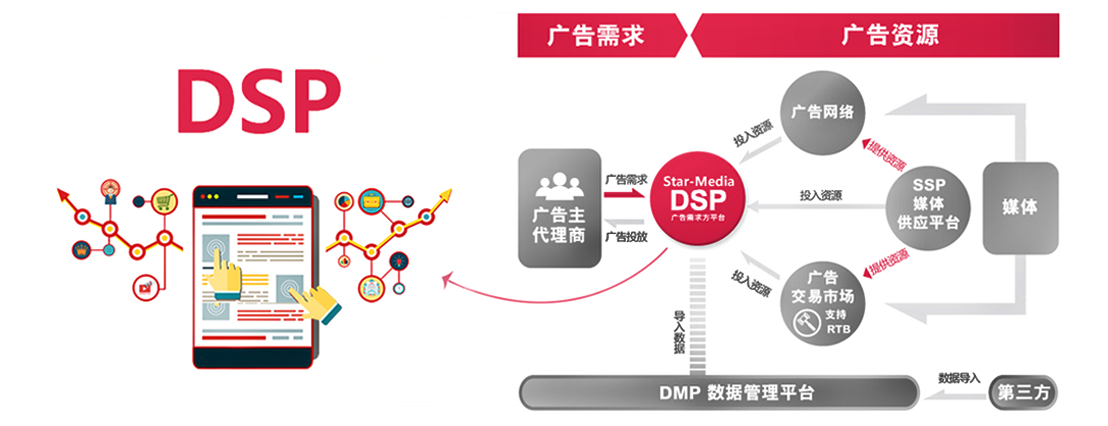 DSP
广告需求
广告资源
广告网络
投入资源
提供资源
广告主
代理商
广告需求
广告投放
Star-Media
DSP
广告需求方平台
投入资源
SSP
媒体
供应平台
媒体
投入资源
提供资源
广告
交易市场
支持
RTB
导入数据
DMP 数据管理平台
数据导入
第三方